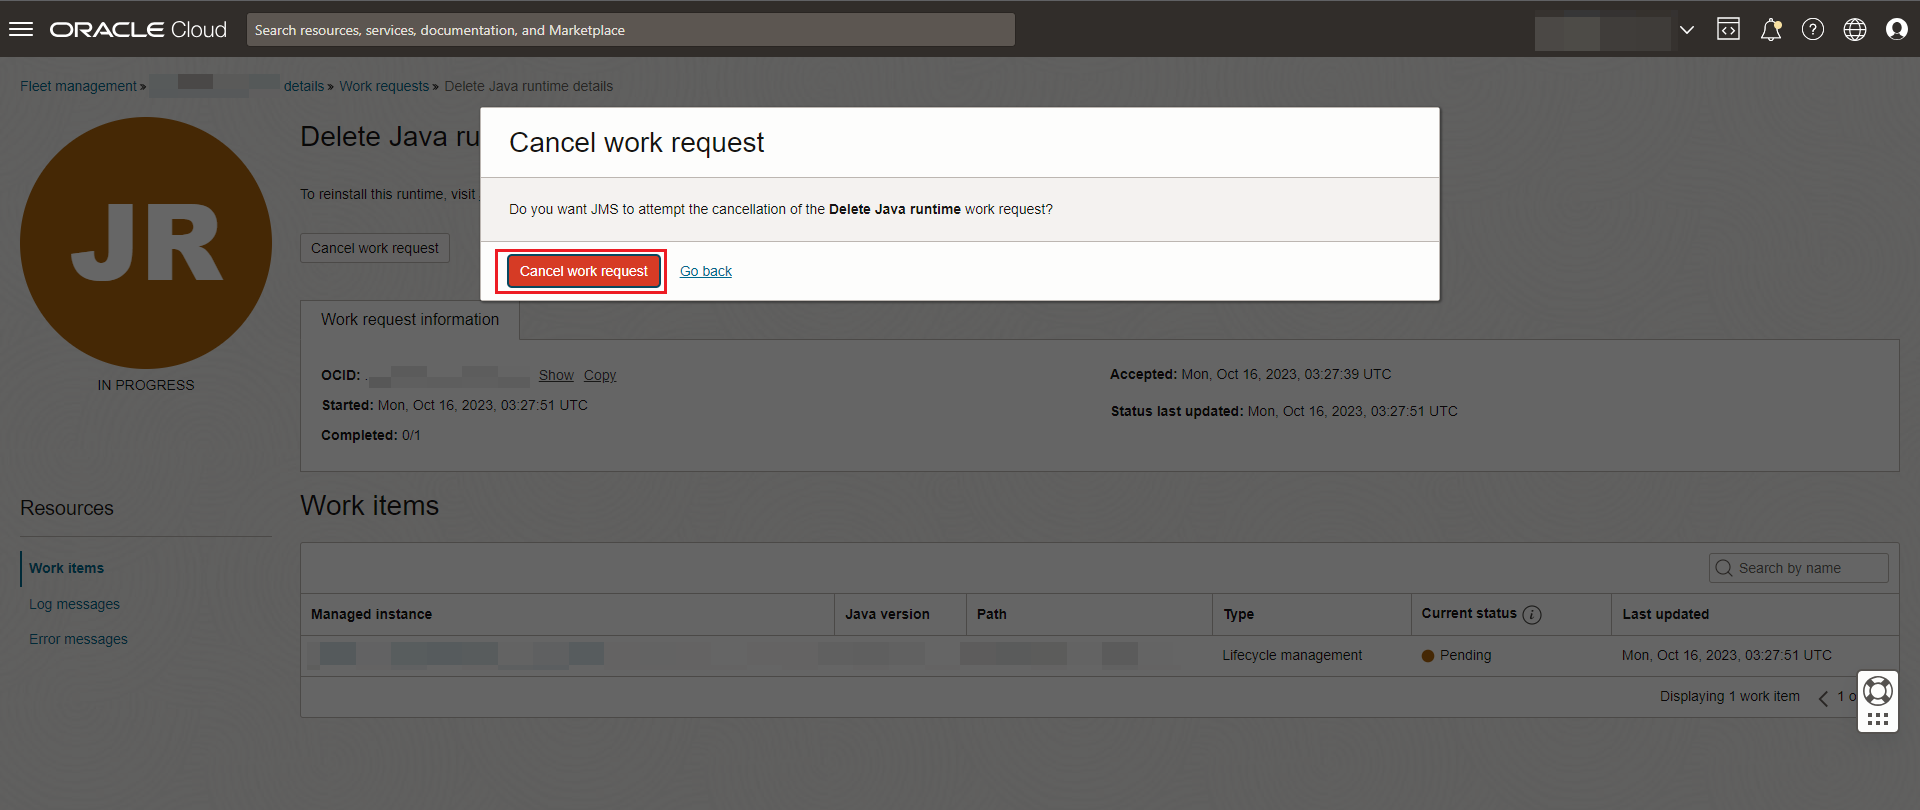 ORACLE Cloud
Search resources, services, documentation, and Marketplace
Fleet management » details » Work requests » Delete Java runtime details
JR
IN PROGRESS
Delete Java ru
To reinstall this runtime, visit
Cancel work request
Cancel work request
Do you want JMS to attempt the cancellation of the Delete Java runtime work request?
Cancel work request Go back
Work request information
OCID: Show Copy
Started: Mon, Oct 16, 2023, 03:27:51 UTC
Completed: 0/1
Accepted: Mon, Oct 16, 2023, 03:27:39 UTC
Status last updated: Mon, Oct 16, 2023, 03:27:51 UTC
Resources
Work items
Log messages
Error messages
Work items
Search by name
Managed instance Java version Path Type Current status Last updated
Lifecycle management Pending Mon, Oct 16, 2023, 03:27:51 UTC
Displaying 1 work item < 1 o